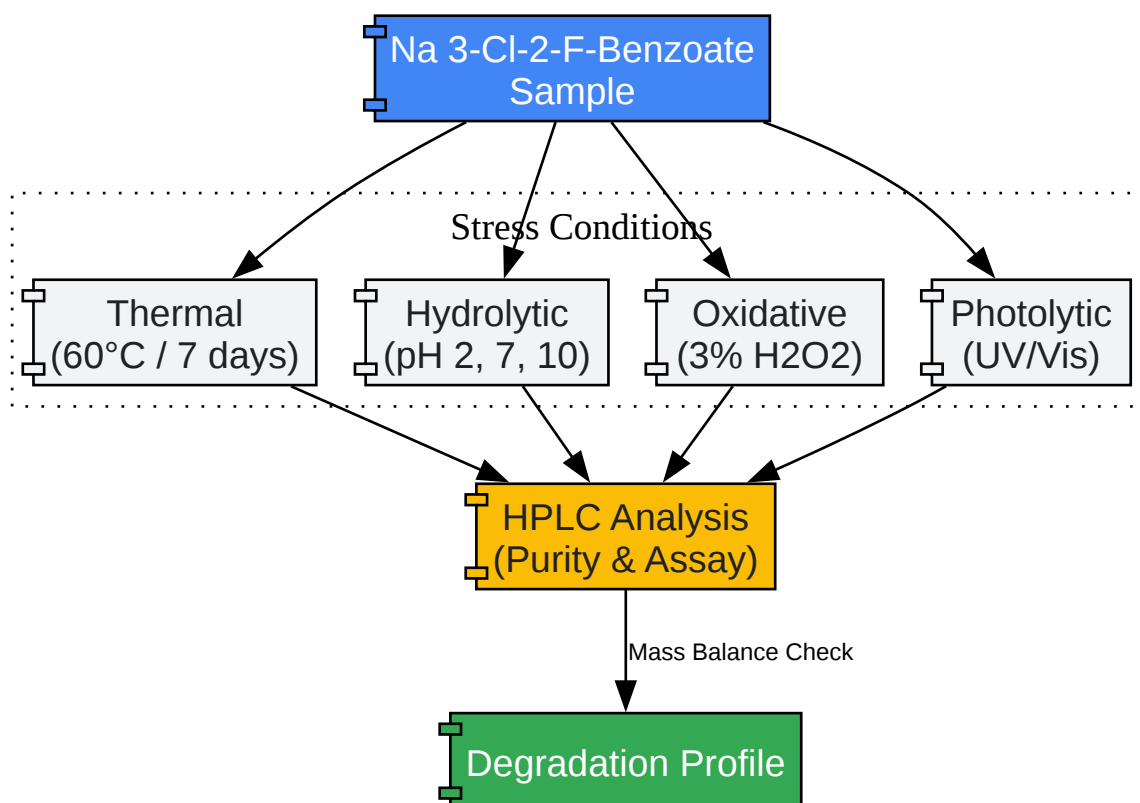 Na 3-Cl-2-F-Benzoate
Sample
Stress Conditions
Thermal
(60°C / 7 days)
Hydrolytic
(pH 2, 7, 10)
Oxidative
(3% H2O2)
Photolytic
(UV/Vis)
HPLC Analysis
(Purity & Assay)
Mass Balance Check
Degradation Profile